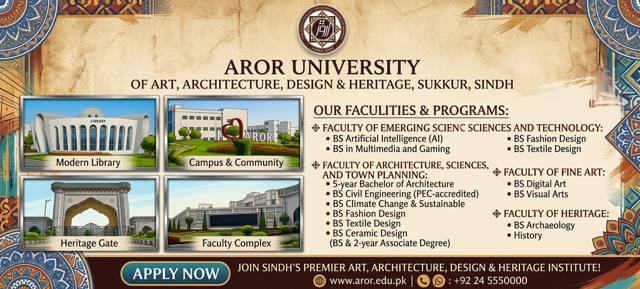 AROR UNIVERSITY
OF ART, ARCHITECTURE, DESIGN & HERITAGE, SUKKUR, SINDH
LIBRARY
Modern Library
AROR
Campus & Community
Heritage Gate
Faculty Complex
OUR FACULITIES & PROGRAMS:
FACULTY OF EMERGING SCIENC SCIENCES AND TECHNOLOGY:
• BS Artificial Intelligence (AI)
• BS in Multimedia and Gaming
• BS Fashion Design
• BS Textile Design
FACULTY OF ARCHITECTURE, SCIENCES,
AND TOWN PLANNING:
• 5-year Bachelor of Architecture
• BS Civil Engineering (PEC-accredited)
• BS Climate Change & Sustainable
• BS Fashion Design
• BS Textile Design
• BS Ceramic Design
(BS & 2-year Associate Degree)
FACULTY OF FINE ART:
• BS Digital Art
• BS Visual Arts
FACULTY OF HERITAGE:
• BS Archaeology
• History
APPLY NOW
JOIN SINDH'S PREMIER ART, ARCHITECTURE, DESIGN & HERITAGE INSTITUTE!
www.aror.edu.pk | : +92 24 5550000